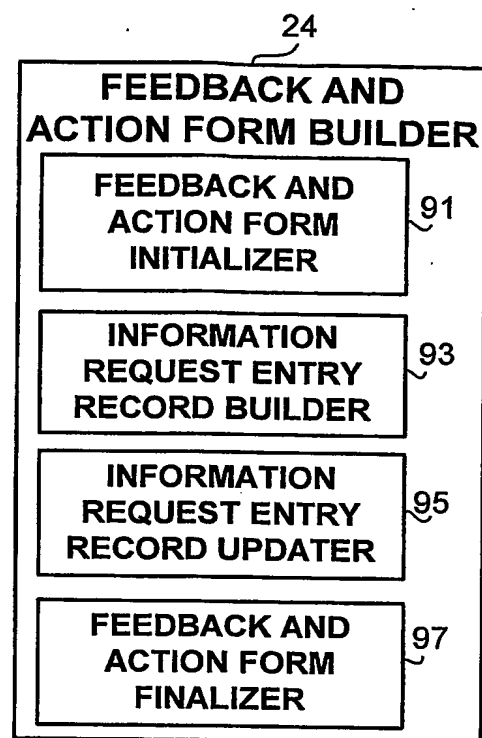 24
FEEDBACK AND
ACTION FORM BUILDER
FEEDBACK AND
ACTION FORM
INITIALIZER
91
INFORMATION
REQUEST ENTRY
RECORD BUILDER
93
INFORMATION
REQUEST ENTRY
RECORD UPDATER
95
FEEDBACK AND
ACTION FORM
FINALIZER
97